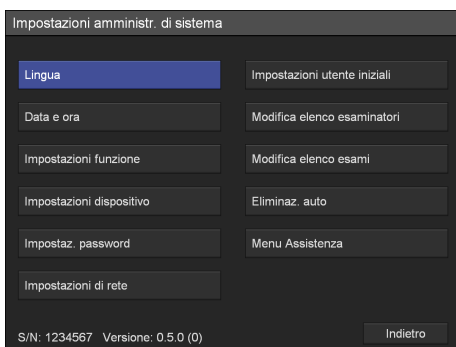 Impostazioni amministr. di sistema
Lingua
Impostazioni utente iniziali
Data e ora
Modifica elenco esaminatori
Impostazioni funzione
Modifica elenco esami
Impostazioni dispositivo
Eliminaz. auto
Impostaz. password
Menu Assistenza
Impostazioni di rete
S/N: 1234567 Versione: 0.5.0 (0)
Indietro